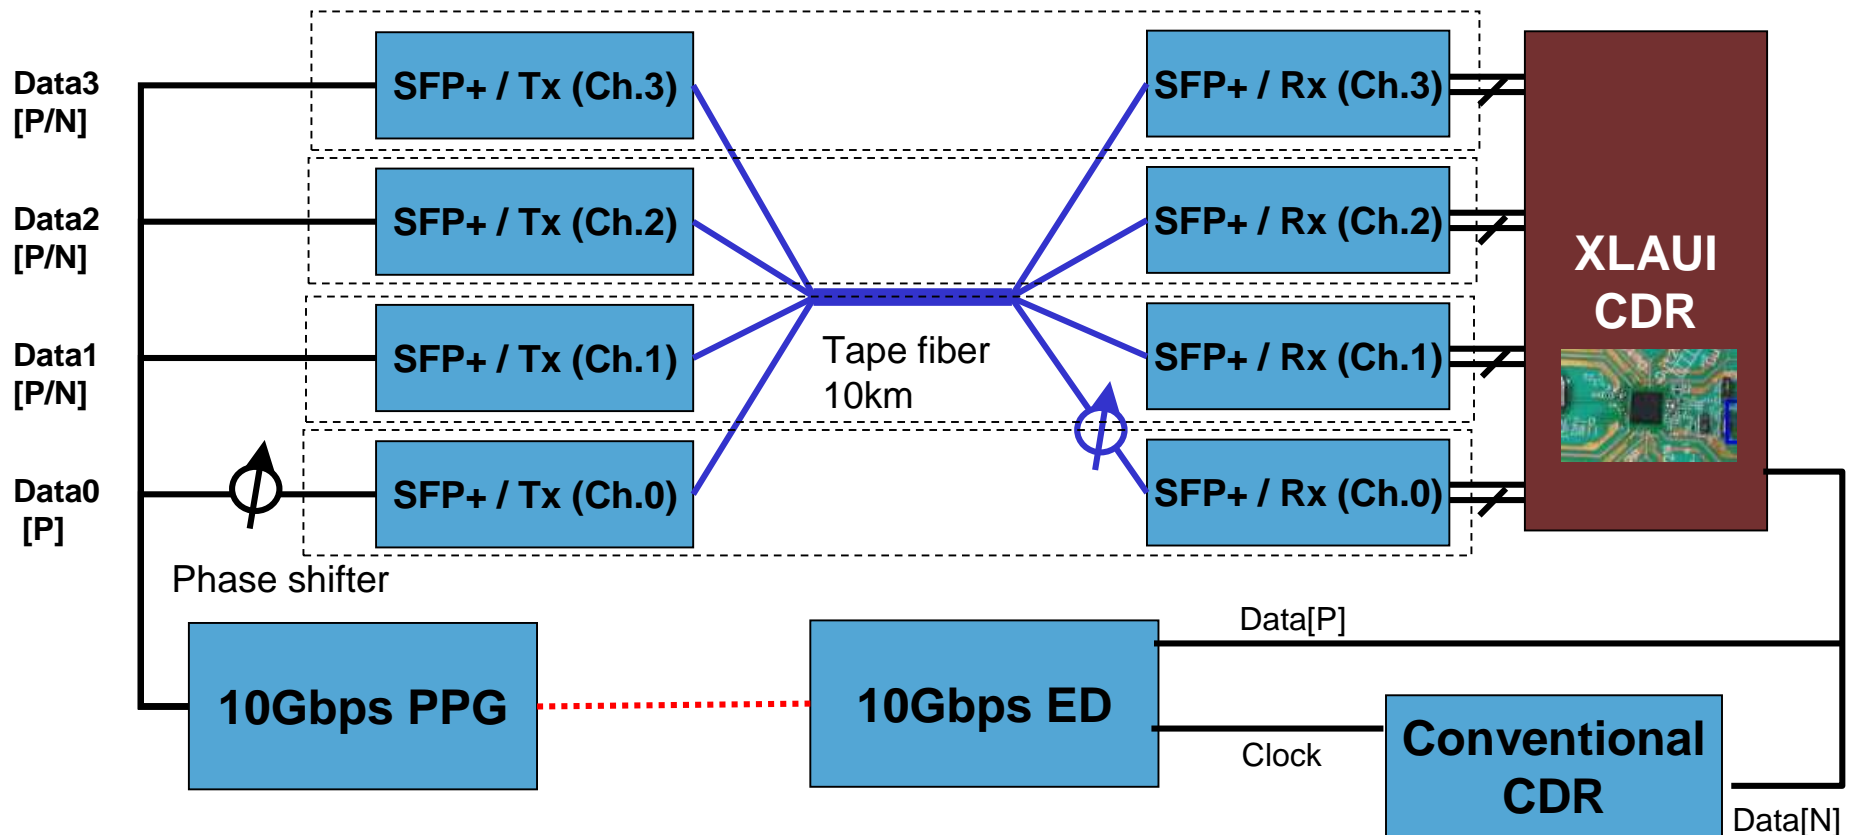 Data3
[P/N]
SFP+ / Tx (Ch.3)
SFP+ / Rx (Ch.3)
Data2
[P/N]
SFP+ / Tx (Ch.2)
SFP+ / Rx (Ch.2)
XLAUI
CDR
Data1
[P/N]
SFP+ / Tx (Ch.1)
Tape fiber
10km
SFP+ / Rx (Ch.1)
Data0
[P]
SFP+ / Tx (Ch.0)
SFP+ / Rx (Ch.0)
Phase shifter
10Gbps PPG
10Gbps ED
Data[P]
Clock
Conventional
CDR
Data[N]